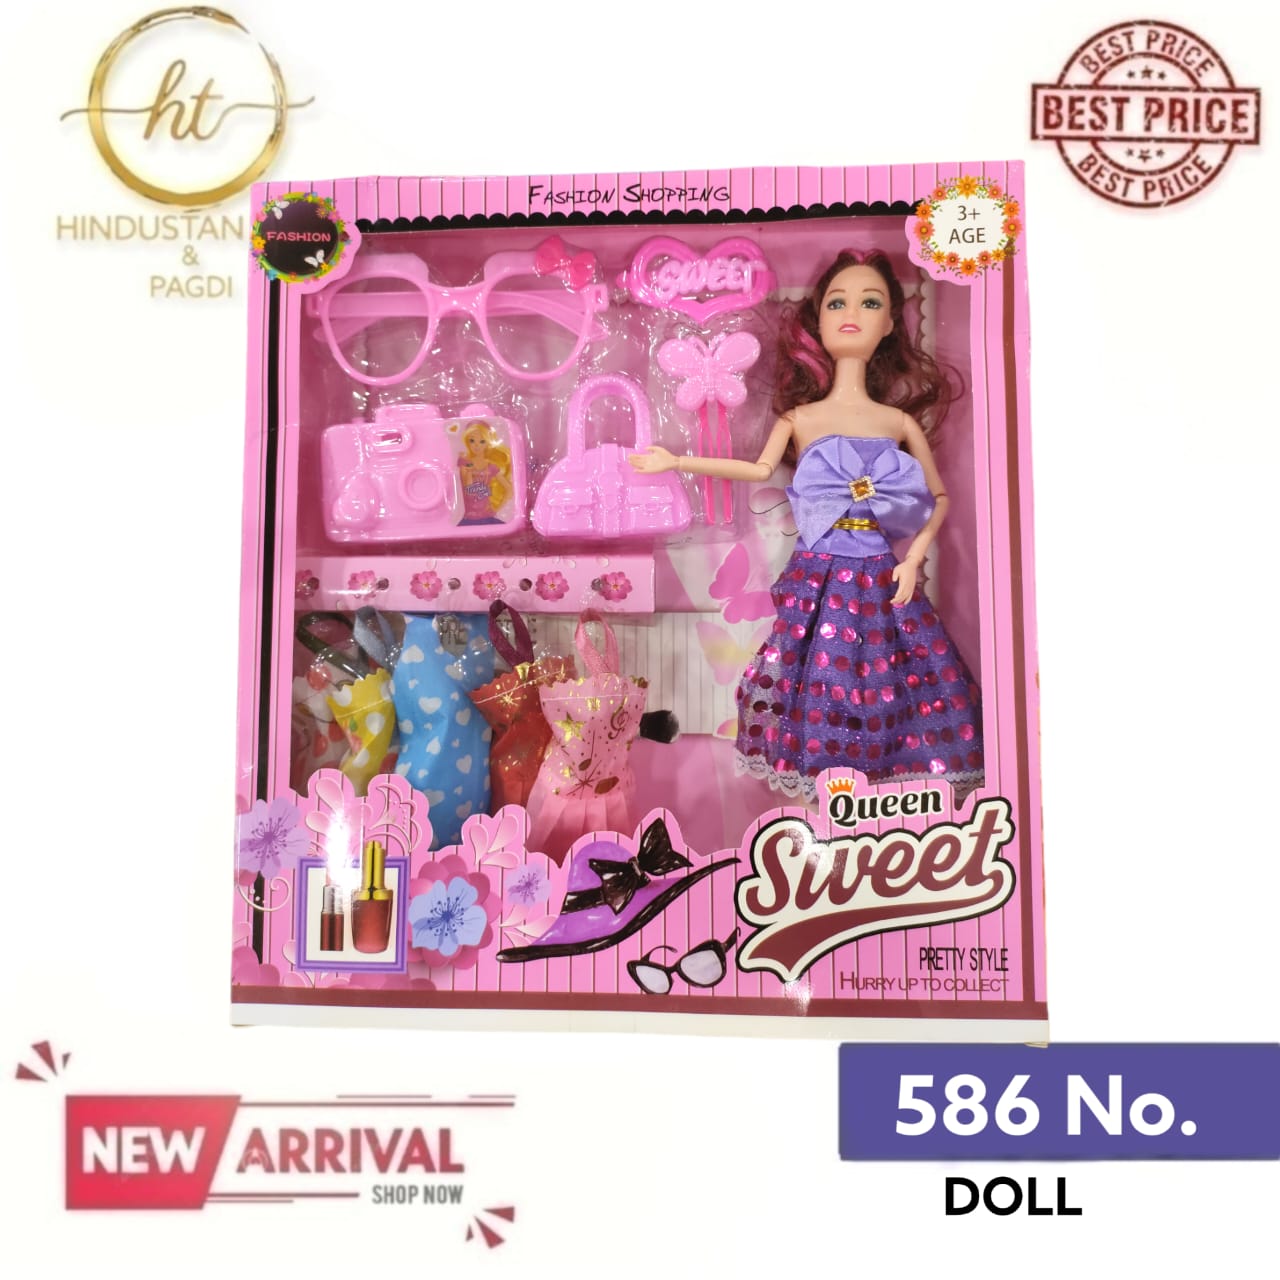 ht
HINDUSTAN
&
PAGDI
BEST PRICE
BEST PRICE
BEST PRICE
FASHION SHOPPING
FASHION
3+
AGE
SWEET
Queen
Sweet
PRETTY STYLE
HURRY UP TO COLLECT
NEW ARRIVAL
SHOP NOW
586 No.
DOLL